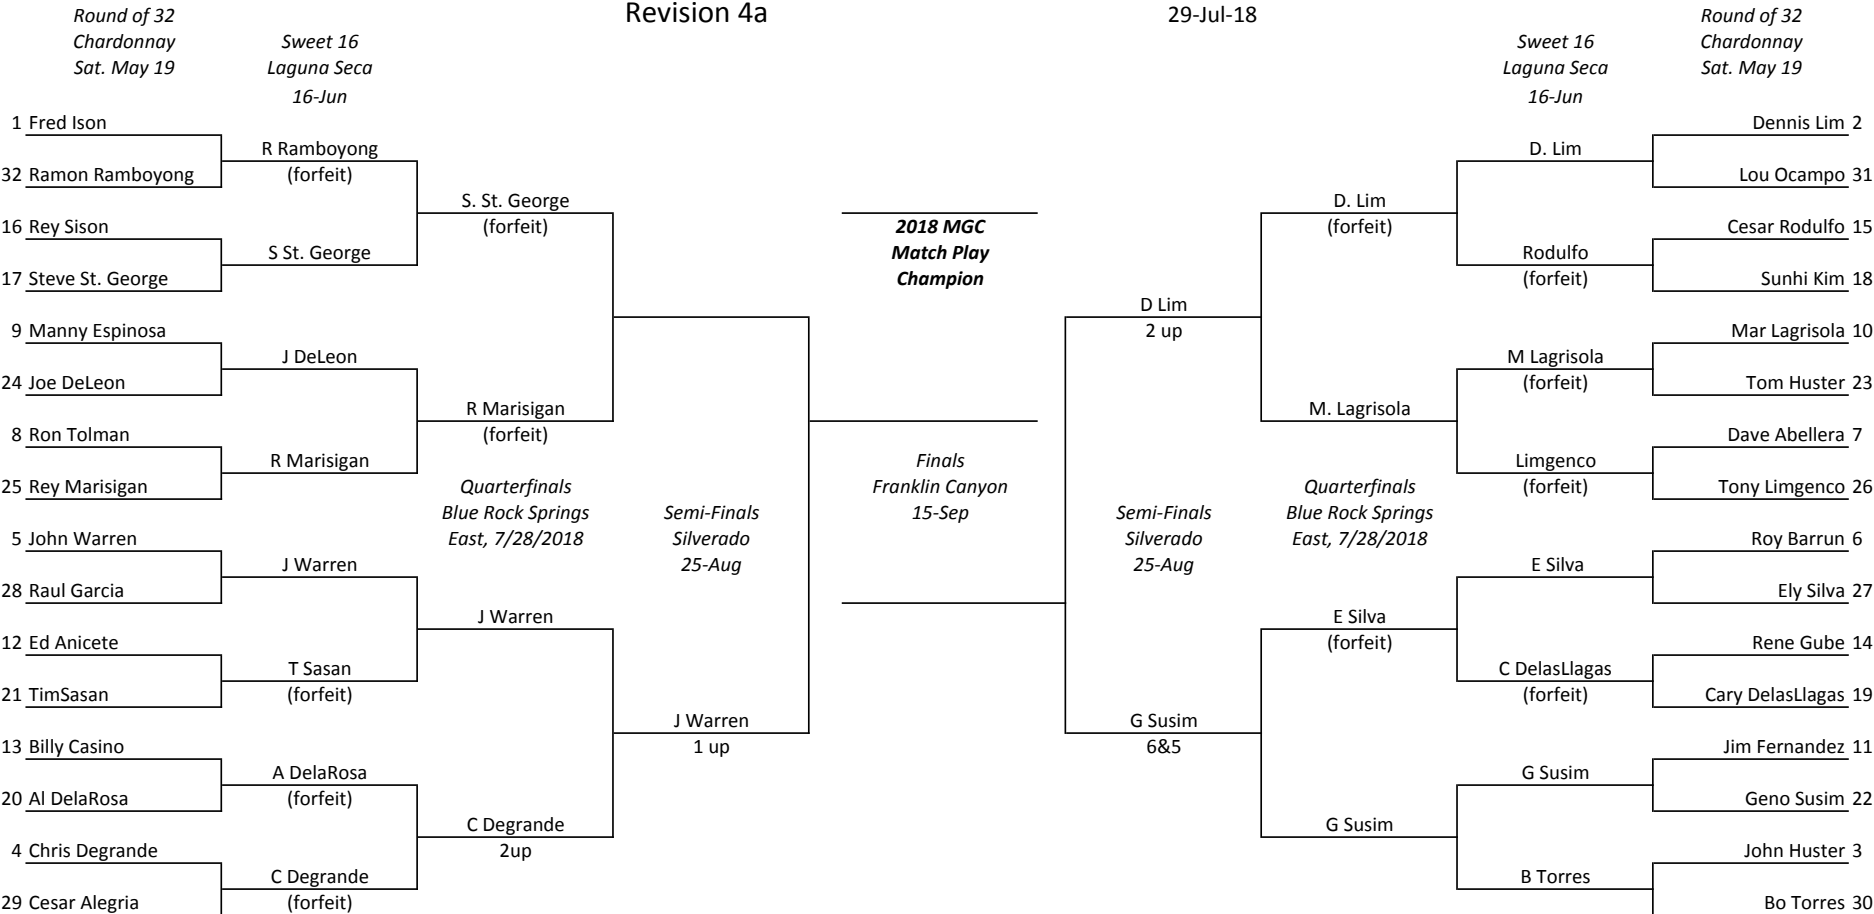 Revision 4a
29-Jul-18
Round of 32
Chardonnay
Sat. May 19
Sweet 16
Laguna Seca
16-Jun
Sweet 16
Laguna Seca
16-Jun
Round of 32
Chardonnay
Sat. May 19
1 Fred Ison
32 Ramon Ramboyong
16 Rey Sison
17 Steve St. George
9 Manny Espinosa
24 Joe DeLeon
8 Ron Tolman
25 Rey Marisigan
5 John Warren
28 Raul Garcia
12 Ed Anicete
21 TimSasan
13 Billy Casino
20 Al DelaRosa
4 Chris Degrande
29 Cesar Alegria
R Ramboyong
(forfeit)
S St. George
J DeLeon
R Marisigan
J Warren
T Sasan
(forfeit)
A DelaRosa
(forfeit)
C Degrande
(forfeit)
S. St. George
(forfeit)
R Marisigan
(forfeit)
Quarterfinals
Blue Rock Springs
East, 7/28/2018
J Warren
C Degrande
2up
Semi-Finals
Silverado
25-Aug
J Warren
1 up
2018 MGC
Match Play
Champion
Finals
Franklin Canyon
15-Sep
D Lim
2 up
Semi-Finals
Silverado
25-Aug
G Susim
6&5
D. Lim
(forfeit)
M. Lagrisola
Quarterfinals
Blue Rock Springs
East, 7/28/2018
E Silva
(forfeit)
G Susim
D. Lim
Rodulfo
(forfeit)
M Lagrisola
(forfeit)
Limgenco
(forfeit)
E Silva
C DelasLlagas
(forfeit)
G Susim
B Torres
Dennis Lim 2
Lou Ocampo 31
Cesar Rodulfo 15
Sunhi Kim 18
Mar Lagrisola 10
Tom Huster 23
Dave Abellera 7
Tony Limgenco 26
Roy Barrun 6
Ely Silva 27
Rene Gube 14
Cary DelasLlagas 19
Jim Fernandez 11
Geno Susim 22
John Huster 3
Bo Torres 30